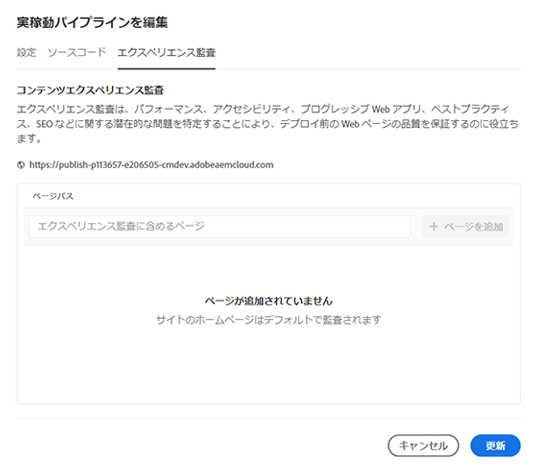 実稼動パイプラインを編集
設定 ソースコード エクスペリエンス監査
コンテンツエクスペリエンス監査
エクスペリエンス監査は、パフォーマンス、アクセシビリティ、プログレッシブ Web アプリ、ベストプラクティ
ス、SEO などに関する潜在的な問題を特定することにより、デプロイ前の Web ページの品質を保証するのに役立ち
ます。
https://publish-p113657-e206505-cmdev.adobeaemcloud.com
ページパス
エクスペリエンス監査に含めるページ
+ ページを追加
ページが追加されていません
サイトのホームページはデフォルトで監査されます
キャンセル 更新